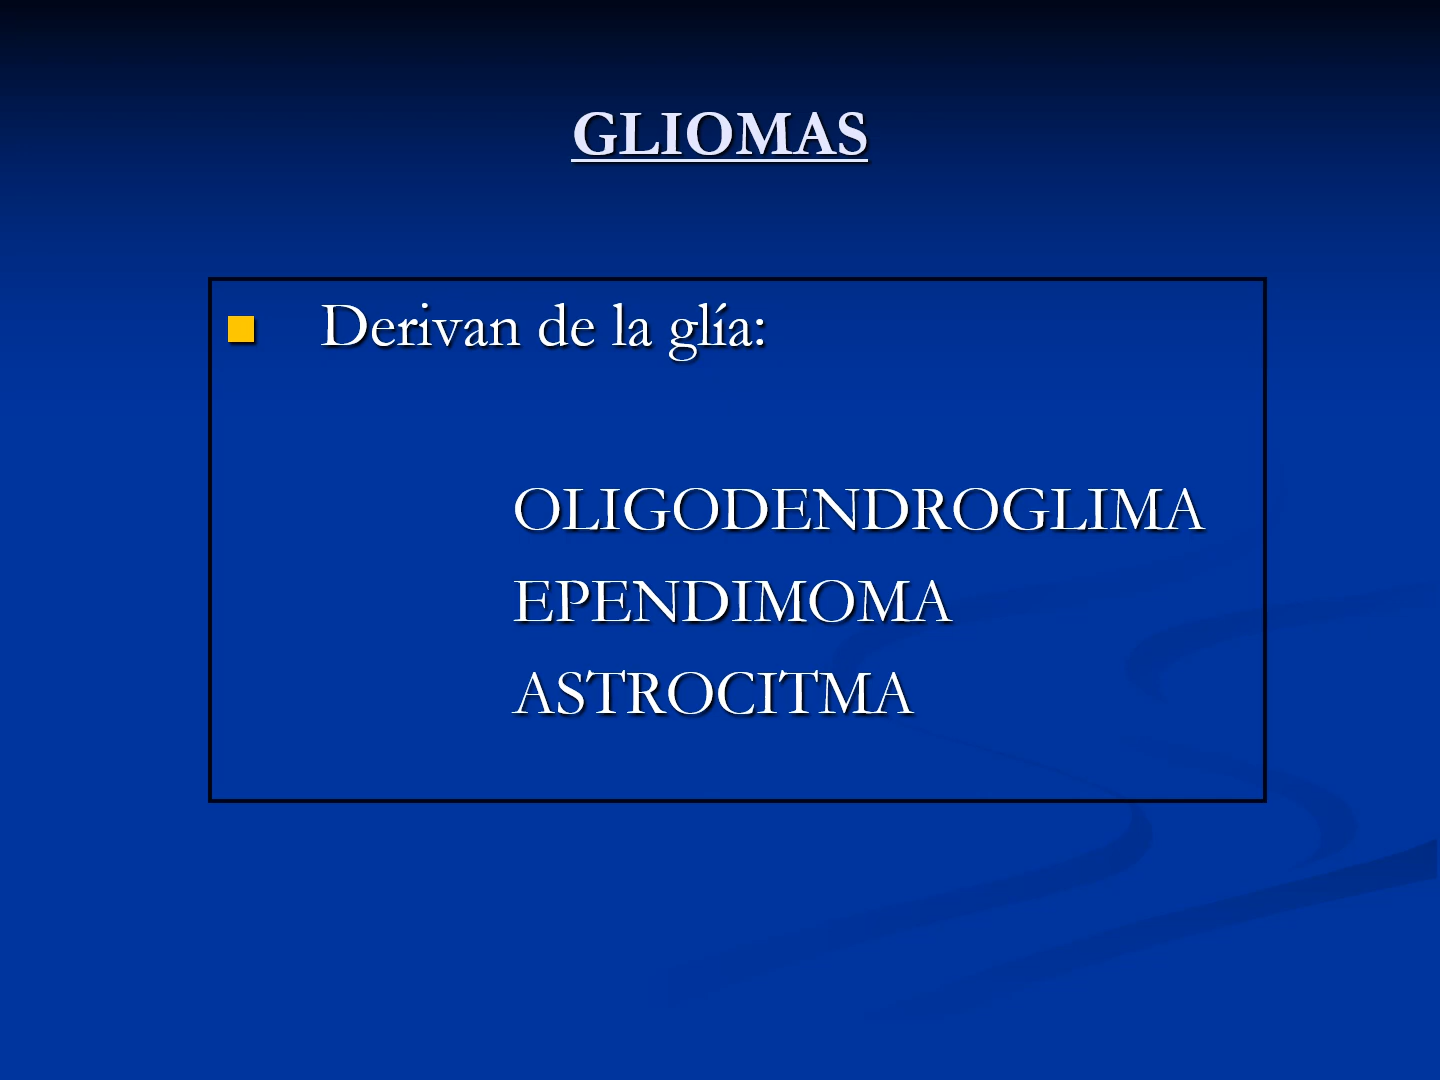 GLIOMAS
Derivan de la glía:
OLIGODENDROGLIMA
EPENDIMOMA
ASTROCITMA